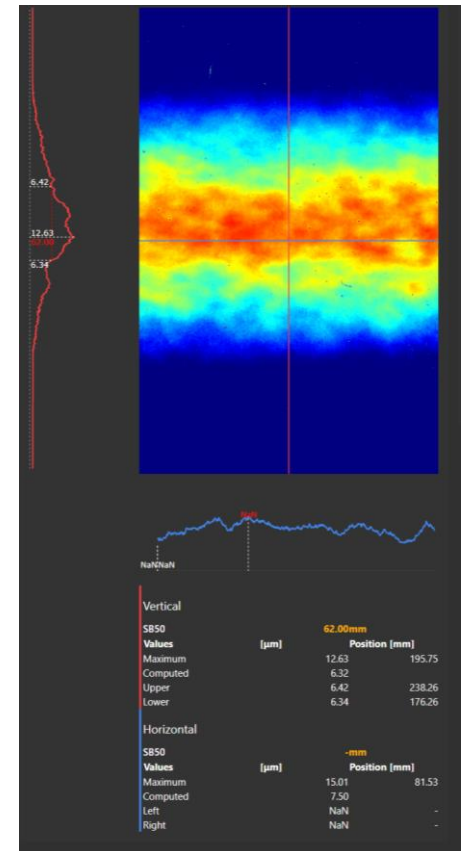 6.42
12.63
62.00
6.34
NaN
NaNNaN
Vertical
SB50 62.00mm
Values [µm] Position [mm]
Maximum 12.63 195.75
Computed 6.32
Upper 6.42 238.26
Lower 6.34 176.26
Horizontal
SB50 -mm
Values [µm] Position [mm]
Maximum 15.01 81.53
Computed 7.50
Left NaN -
Right NaN -